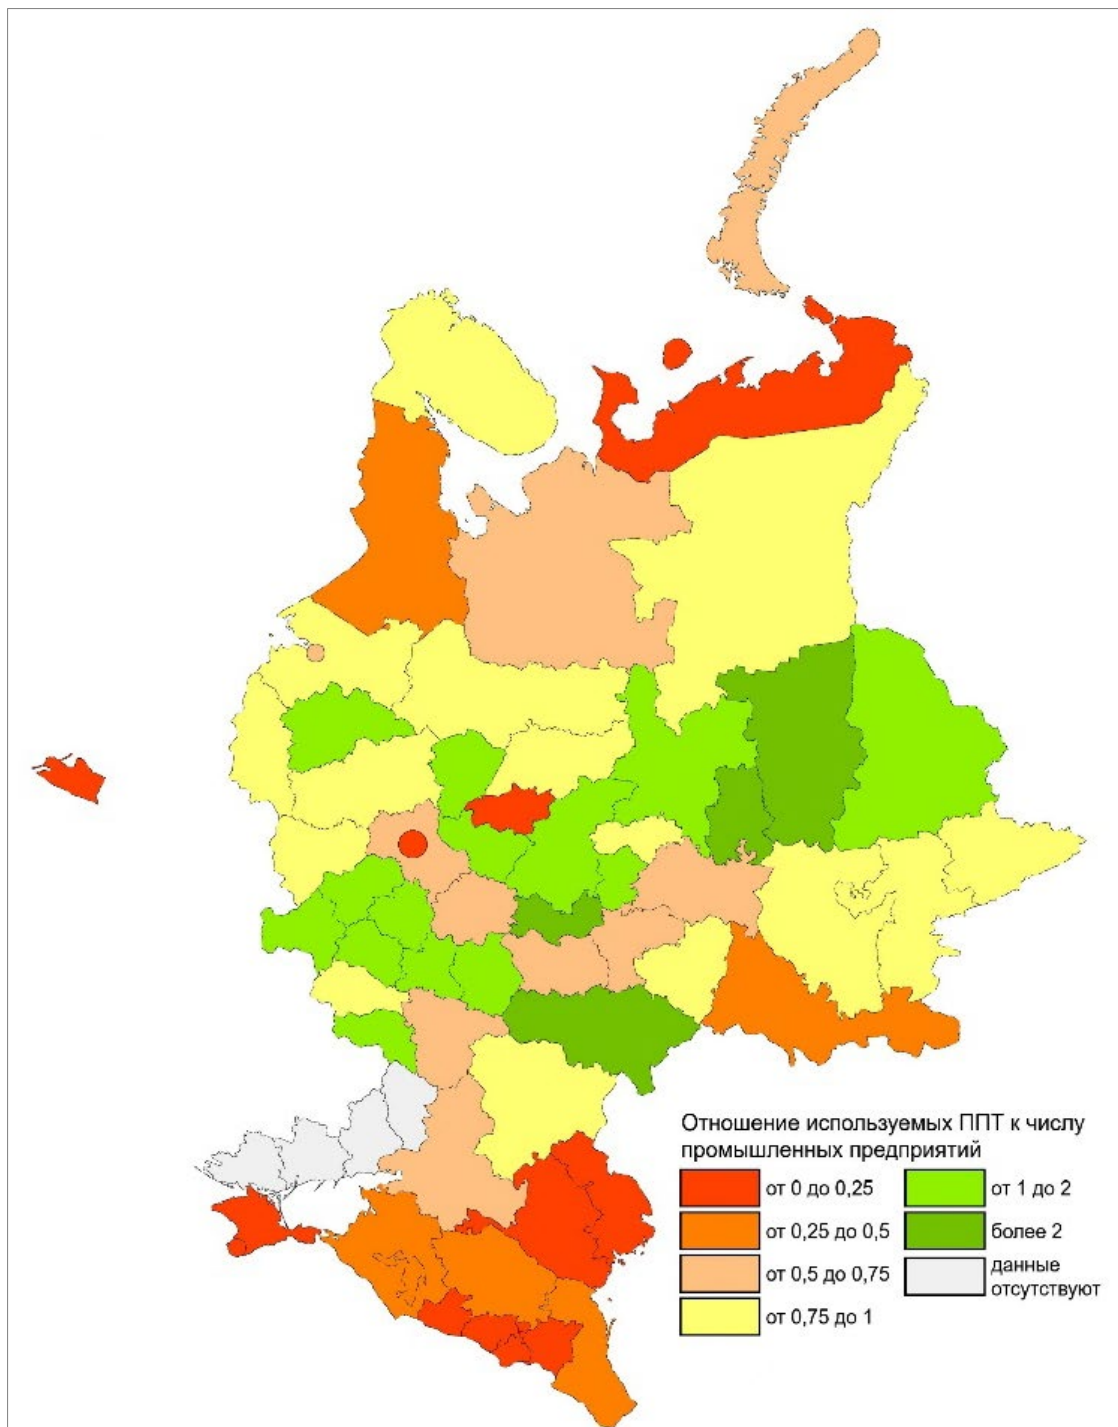 Отношение используемых ППТ к числу
промышленных предприятий
от 0 до 0,25
от 0,25 до 0,5
от 0,5 до 0,75
от 0,75 до 1
от 1 до 2
более 2
данные
отсутствуют